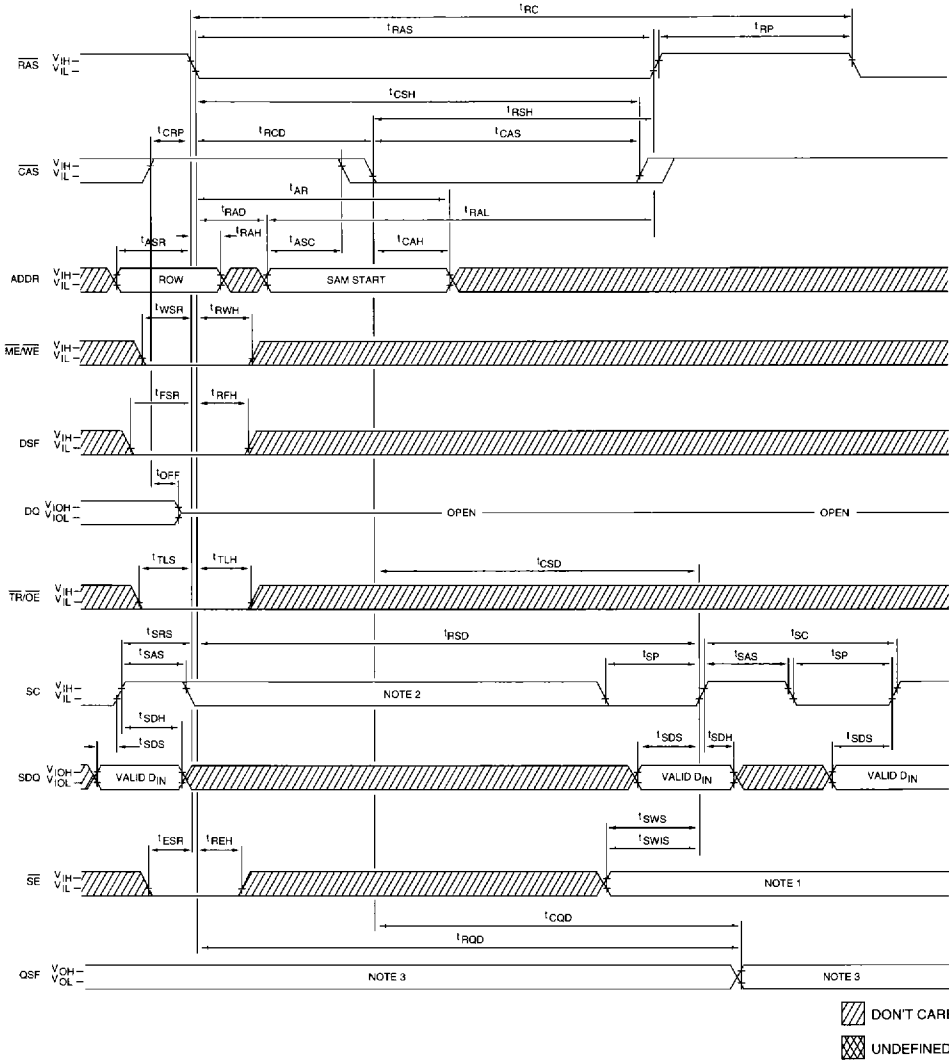 tRC
tRAS
tRP
RAS VIH
VIL
tCSH
tRSH
tCRP
tRCD
tCAS
CAS VIH
VIL
tAR
tRAD
tRAL
tASR
tRAH
tASC
tCAH
ADDR VIH
VIL
ROW
SAM START
tWSR
tRWH
ME/WE VIH
VIL
tFSR
tRFH
DSF VIH
VIL
tOFF
DQ VIOH
VIOL
OPEN
OPEN
tTLS
tTLH
tCSD
TR/OE VIH
VIL
tSRS
tRSD
tSC
tSAS
tSP
tSAS
tSP
SC VIH
VIL
NOTE 2
tSDH
tSDS
tSDS
tSDH
tSDS
SDQ VIOH
VIOL
VALID DIN
VALID DIN
VALID DIN
tSWS
tESR
tREH
tSWIS
SE VIH
VIL
NOTE 1
tCQD
tRQD
QSF VOH
VOL
NOTE 3
NOTE 3
DON'T CARE
UNDEFINED